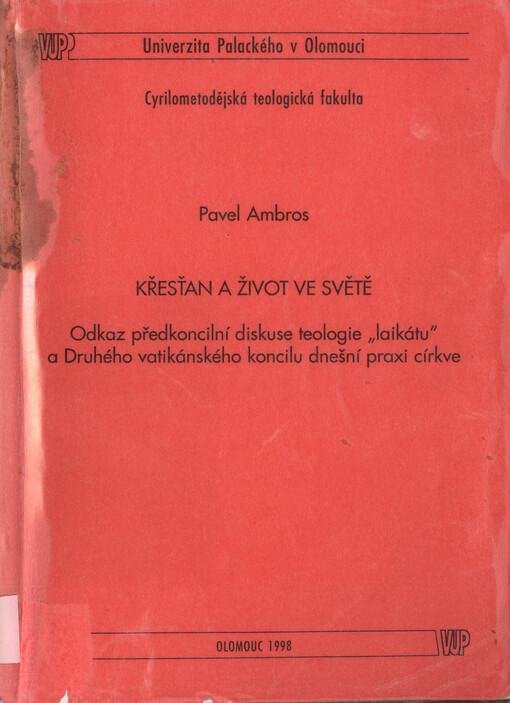 VUP
Univerzita Palackého v Olomouci
Cyrilometodějská teologická fakulta
Pavel Ambros
KŘESŤAN A ŽIVOT VE SVĚTĚ
Odkaz předkoncilní diskuse teologie „laikátu“
a Druhého vatikánského koncilu dnešní praxi církve
OLOMOUC 1998
VUP